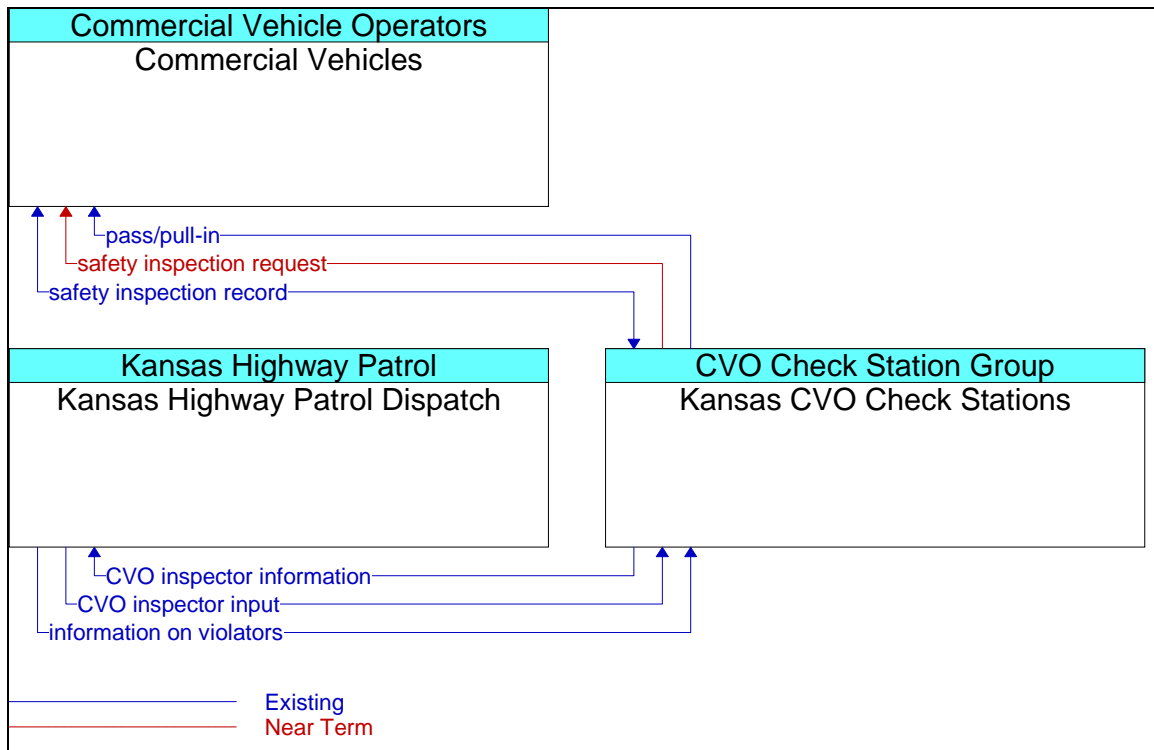 Commercial Vehicle Operators
Commercial Vehicles
pass/pull-in
safety inspection request
safety inspection record
Kansas Highway Patrol
Kansas Highway Patrol Dispatch
CVO Check Station Group
Kansas CVO Check Stations
CVO inspector information
CVO inspector input
information on violators
Existing
Near Term